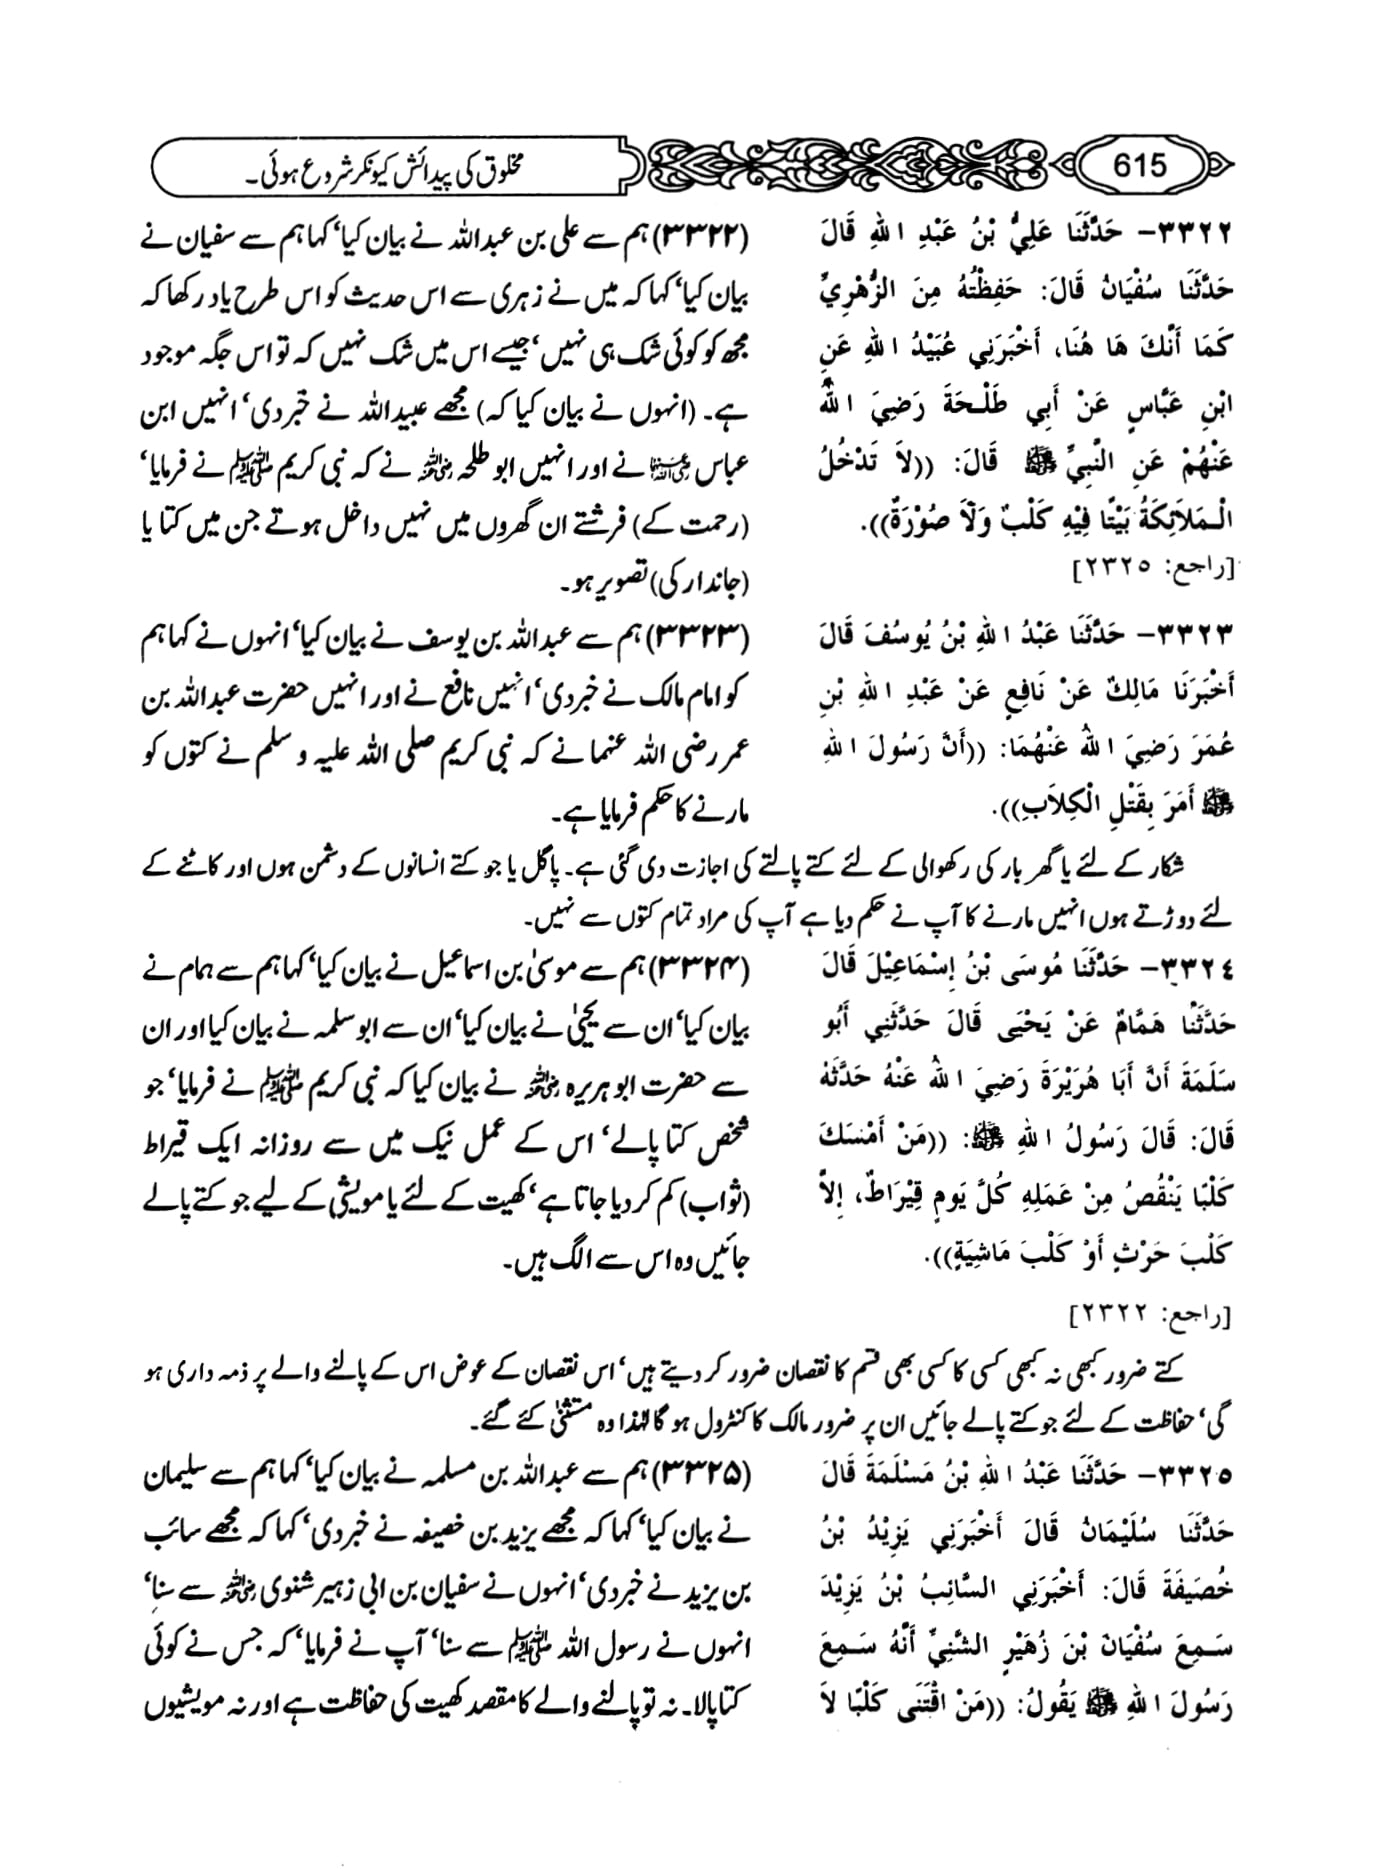 615
مخلوق کی پیدائش کیونکر شروع ہوئی۔
٣٣٢٢– حَدَّثَنَا عَلِيُّ بْنُ عَبْدِ اللهِ قَالَ
حَدَّثَنَا سُفْيَانُ قَالَ: حَفِظْتُهُ مِنَ الزُّهْرِيِّ
كَمَا أَنَّكَ هَا هُنَا، أَخْبَرَنِي عُبَيْدُ اللهِ عَنِ
ابْنِ عَبَّاسٍ عَنْ أَبِي طَلْحَةَ رَضِيَ اللهُ
عَنْهُمْ عَنِ النَّبِيِّ ﷺ قَالَ: ((لاَ تَدْخُلُ
الْمَلاَئِكَةُ بَيْتًا فِيْهِ كَلْبٌ وَلاَ صُوْرَةٌ)).
[راجع: ٢٣٢٥]
(۳۳۲۲) ہم سے علی بن عبداللہ نے بیان کیا‘ کہا ہم سے سفیان نے
بیان کیا‘ کہا کہ میں نے زہری سے اس حدیث کو اس طرح یاد رکھا کہ
مجھ کو کوئی شک ہی نہیں‘ جیسے اس میں شک نہیں کہ تو اس جگہ موجود
ہے۔ (انہوں نے بیان کیا کہ) مجھے عبیداللہ نے خبر دی‘ انہیں ابن
عباس رضی اللہ عنہما نے اور انہیں ابو طلحہ رضی اللہ عنہ نے کہ نبی کریم ﷺ نے فرمایا‘
(رحمت کے) فرشتے ان گھروں میں نہیں داخل ہوتے جن میں کتا یا
(جاندار کی) تصویر ہو۔
٣٣٢٣– حَدَّثَنَا عَبْدُ اللهِ بْنُ يُوسُفَ قَالَ
أَخْبَرَنَا مَالِكٌ عَنْ نَافِعٍ عَنْ عَبْدِ اللهِ بْنِ
عُمَرَ رَضِيَ اللهُ عَنْهُمَا: ((أَنَّ رَسُولَ اللهِ
ﷺ أَمَرَ بِقَتْلِ الْكِلاَبِ)).
(۳۳۲۳) ہم سے عبداللہ بن یوسف نے بیان کیا‘ انہوں نے کہا ہم
کو امام مالک نے خبر دی‘ انہیں نافع نے اور انہیں حضرت عبداللہ بن
عمر رضی اللہ عنہما نے کہ نبی کریم صلی اللہ علیہ و سلم نے کتوں کو
مارنے کا حکم فرمایا ہے۔
شکار کے لئے یا گھر بار کی رکھوالی کے لئے کتے پالنے کی اجازت دی گئی ہے۔ پاگل یا جو کتے انسانوں کے دشمن ہوں اور کاٹنے کے
لئے دوڑتے ہوں انہیں مارنے کا آپ نے حکم دیا ہے آپ کی مراد تمام کتوں سے نہیں۔
٣٣٢٤– حَدَّثَنَا مُوسَى بْنُ إِسْمَاعِيْلَ قَالَ
حَدَّثَنَا هَمَّامٌ عَنْ يَحْيَى قَالَ حَدَّثَنِي أَبُو
سَلَمَةَ أَنَّ أَبَا هُرَيْرَةَ رَضِيَ اللهُ عَنْهُ حَدَّثَهُ
قَالَ: قَالَ رَسُولُ اللهِ ﷺ: ((مَنْ أَمْسَكَ
كَلْبًا يَنْقُصُ مِنْ عَمَلِهِ كُلَّ يَومٍ قِيْرَاطٌ، إِلاَّ
كَلْبَ حَرْثٍ أَوْ كَلْبَ مَاشِيَةٍ)).
[راجع: ٢٣٢٢]
(۳۳۲۴) ہم سے موسیٰ بن اسماعیل نے بیان کیا‘ کہا ہم سے ہمام نے
بیان کیا‘ ان سے یحییٰ نے بیان کیا‘ ان سے ابو سلمہ نے بیان کیا اور ان
سے حضرت ابو ہریرہ رضی اللہ عنہ نے بیان کیا کہ نبی کریم ﷺ نے فرمایا‘ جو
شخص کتا پالے‘ اس کے عمل نیک میں سے روزانہ ایک قیراط
(ثواب) کم کر دیا جاتا ہے‘ کھیت کے لئے یا مویشی کے لیے جو کتے پالے
جائیں وہ اس سے الگ ہیں۔
کتے ضرور کبھی نہ کبھی کسی کا کسی بھی قسم کا نقصان ضرور کر دیتے ہیں‘ اس نقصان کے عوض اس کے پالنے والے پر ذمہ داری ہو
گی‘ حفاظت کے لئے جو کتے پالے جائیں ان پر ضرور مالک کا کنٹرول ہو گا لہٰذا وہ مستثنیٰ کئے گئے۔
٣٣٢٥– حَدَّثَنَا عَبْدُ اللهِ بْنُ مَسْلَمَةَ قَالَ
حَدَّثَنَا سُلَيْمَانُ قَالَ أَخْبَرَنِي يَزِيْدُ بْنُ
خُصَيفَةَ قَالَ: أَخْبَرَنِي السَّائِبُ بْنُ يَزِيْدَ
سَمِعَ سُفْيَانَ بْنَ زُهَيْرٍ الشَّنِيَّ أَنَّهُ سَمِعَ
رَسُولَ اللهِ ﷺ يَقُولُ: ((مَنْ اقْتَنَى كَلْبًا لاَ
(۳۳۲۵) ہم سے عبداللہ بن مسلمہ نے بیان کیا‘ کہا ہم سے سلیمان
نے بیان کیا‘ کہا کہ مجھے یزید بن خصیفہ نے خبر دی‘ کہا کہ مجھے سائب
بن یزید نے خبر دی‘ انہوں نے سفیان بن ابی زہیر شنوی رضی اللہ عنہ سے سنا‘
انہوں نے رسول اللہ ﷺ سے سنا‘ آپ نے فرمایا‘ کہ جس نے کوئی
کتا پالا۔ نہ تو پالنے والے کا مقصد کھیت کی حفاظت ہے اور نہ مویشیوں